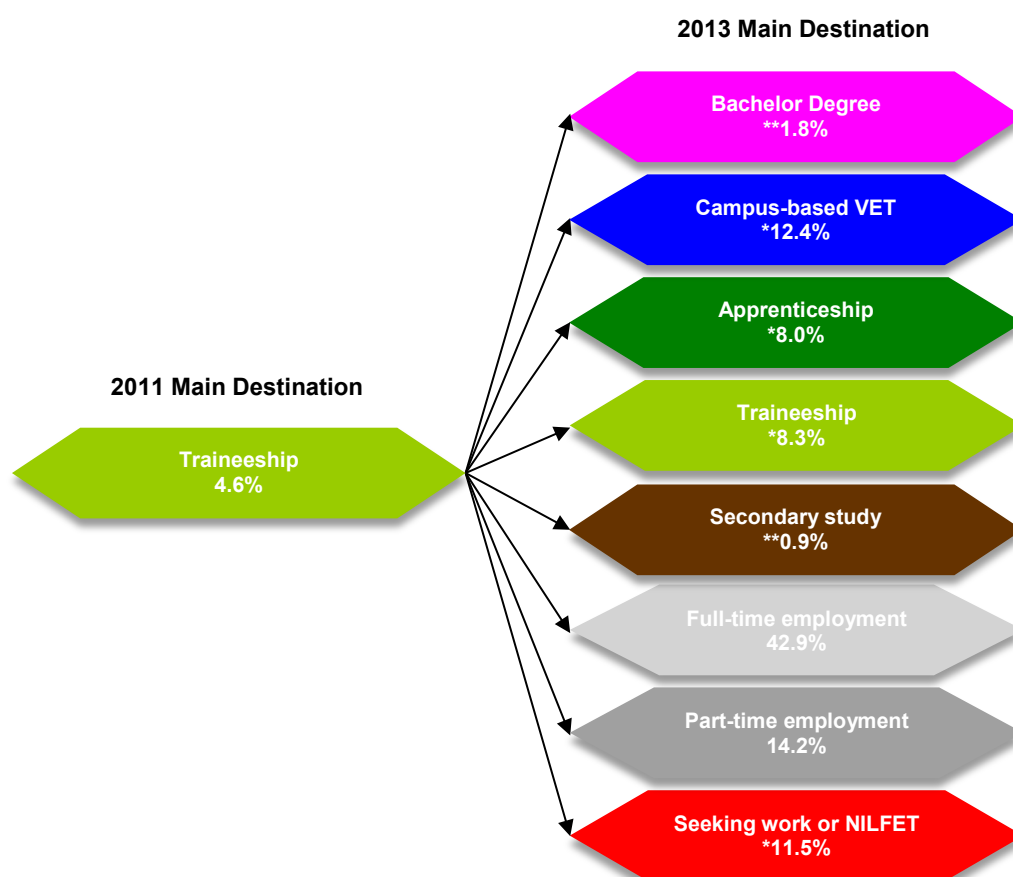 2013 Main Destination
Bachelor Degree
**1.8%
Campus-based VET
*12.4%
Apprenticeship
*8.0%
2011 Main Destination
Traineeship
*8.3%
Traineeship
4.6%
Secondary study
**0.9%
Full-time employment
42.9%
Part-time employment
14.2%
Seeking work or NILFET
*11.5%